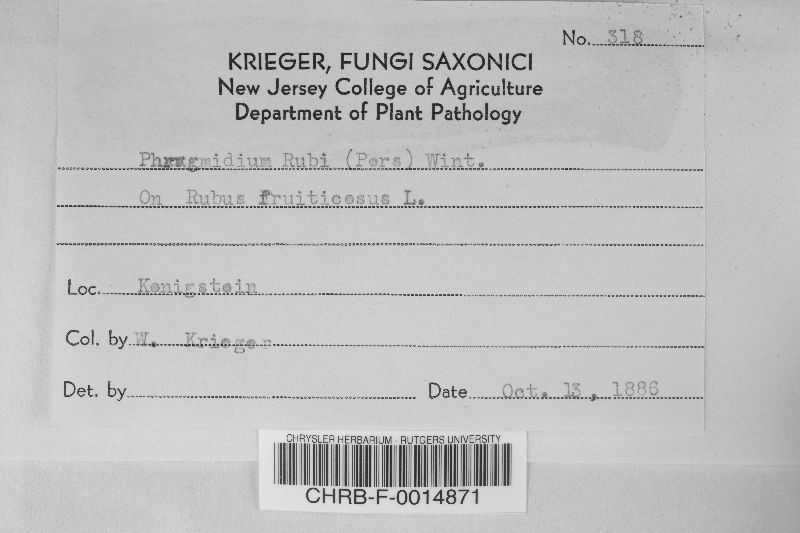 No. 318
KRIEGER, FUNGI SAXONICI
New Jersey College of Agriculture
Department of Plant Pathology
Phragmidium Rubi (Pers) Wint.
On Rubus fruiticosus L.
Loc. Konigstein
Col. by W. Krieger
Det. by
Date Oct. 13, 1886
CHRYSLER HERBARIUM - RUTGERS UNIVERSITY
CHRB-F-0014871